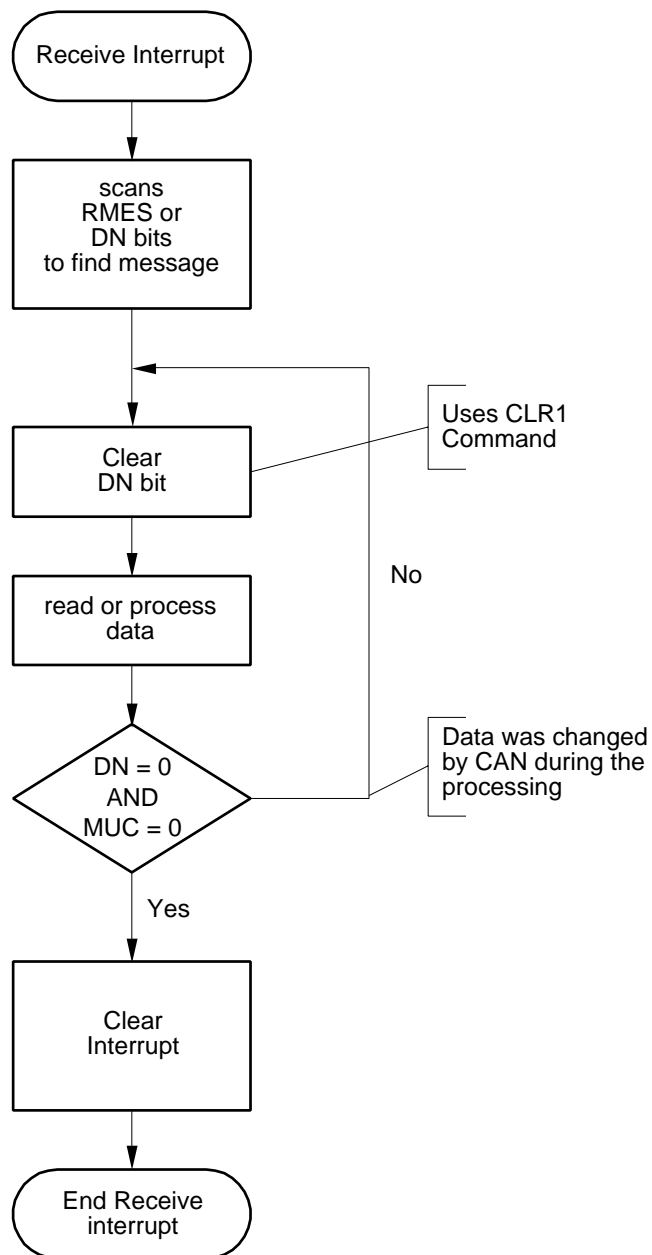 Receive Interrupt
scans
RMES or
DN bits
to find message
Uses CLR1
Command
Clear
DN bit
No
read or process
data
Data was changed
by CAN during the
processing
DN = 0
AND
MUC = 0
Yes
Clear
Interrupt
End Receive
interrupt